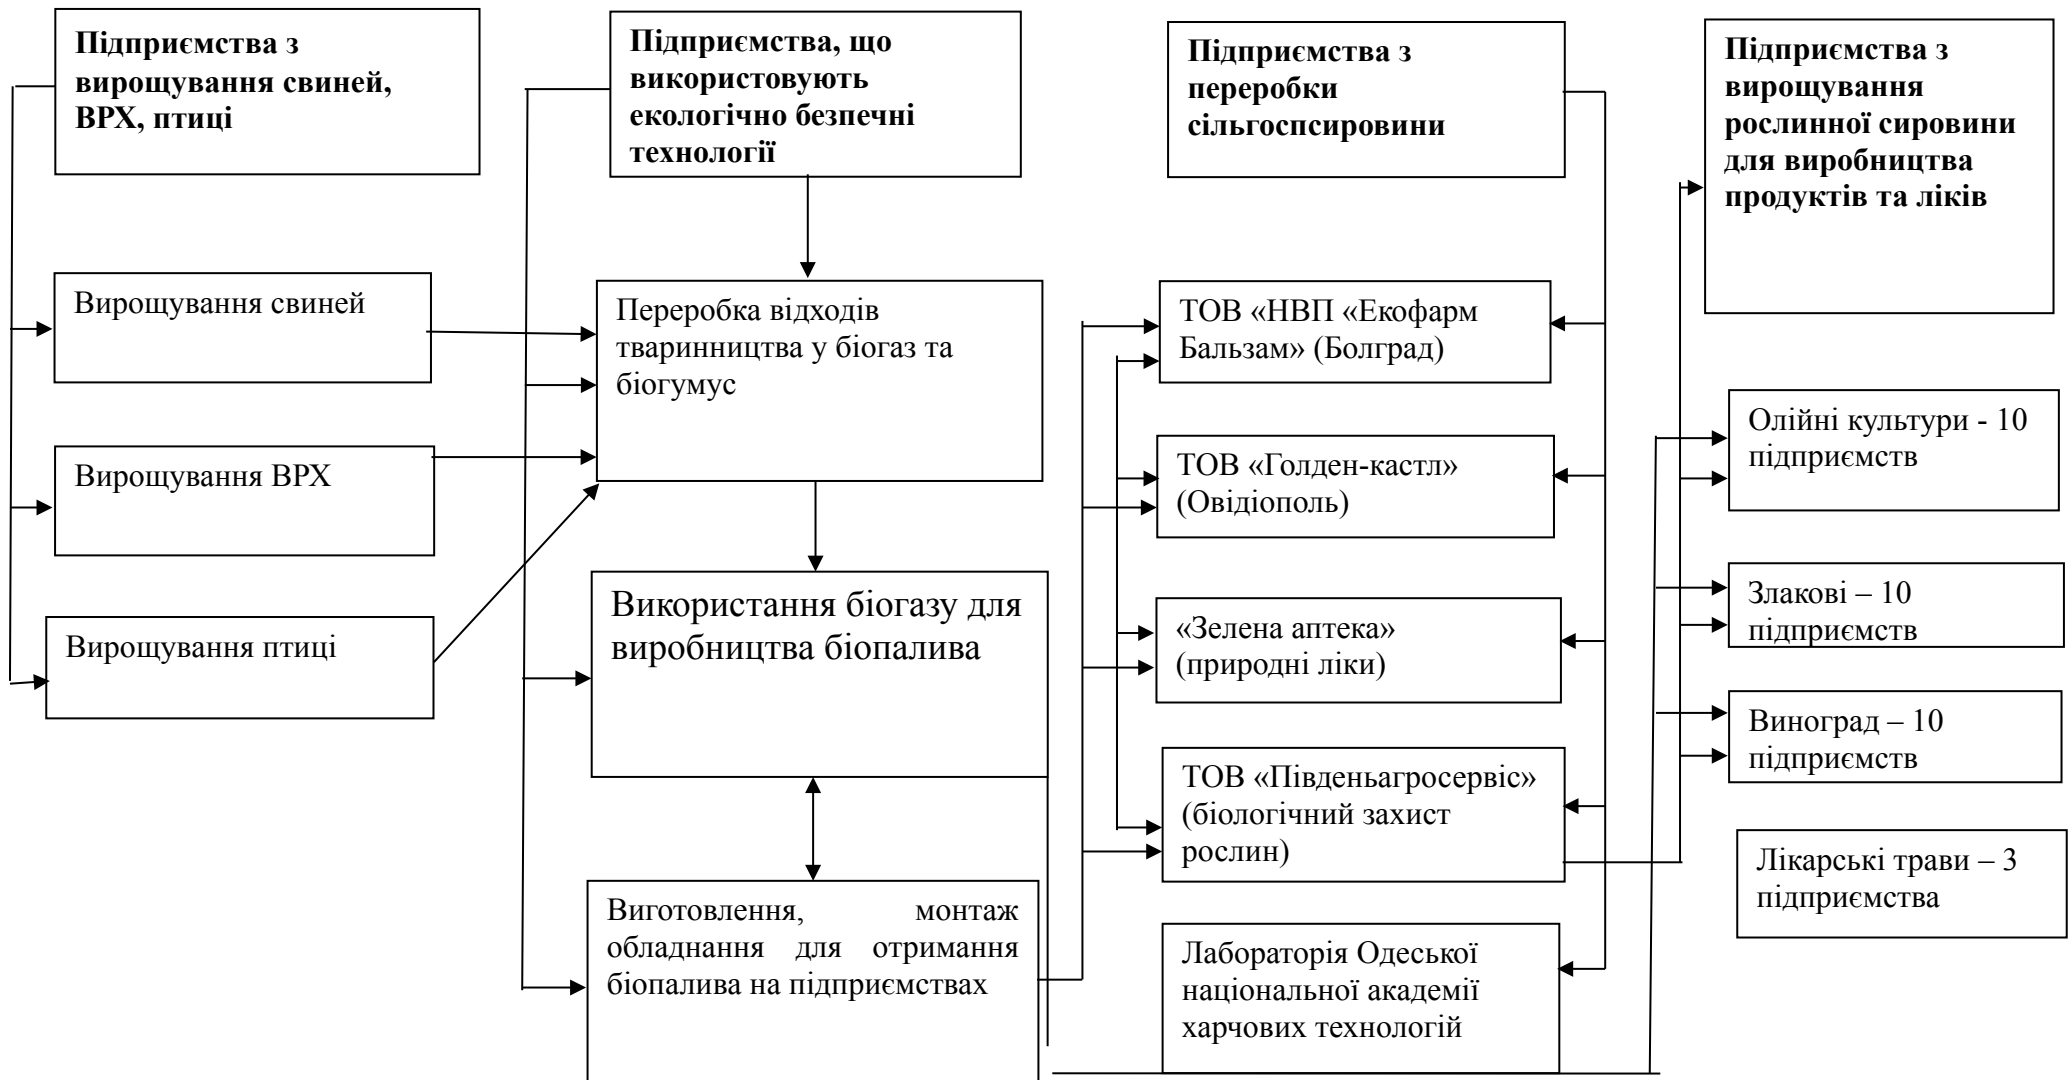 Підприємства з
вирощування свиней,
ВРХ, птиці
Вирощування свиней
Вирощування ВРХ
Вирощування птиці
Підприємства, що
використовують
екологічно безпечні
технології
Переробка відходів
тваринництва у біогаз та
біогумус
Використання біогазу для
виробництва біопалива
Виготовлення, монтаж
обладнання для отримання
біопалива на підприємствах
Підприємства з
переробки
сільгоспсировини
ТОВ «НВП «Екофарм
Бальзам» (Болград)
ТОВ «Голден-кастл»
(Овідіополь)
«Зелена аптека»
(природні ліки)
ТОВ «Південьагросервіс»
(біологічний захист
рослин)
Лабораторія Одеської
національної академії
харчових технологій
Підприємства з
вирощування
рослинної сировини
для виробництва
продуктів та ліків
Олійні культури - 10
підприємств
Злакові – 10
підприємств
Виноград – 10
підприємств
Лікарські трави – 3
підприємства